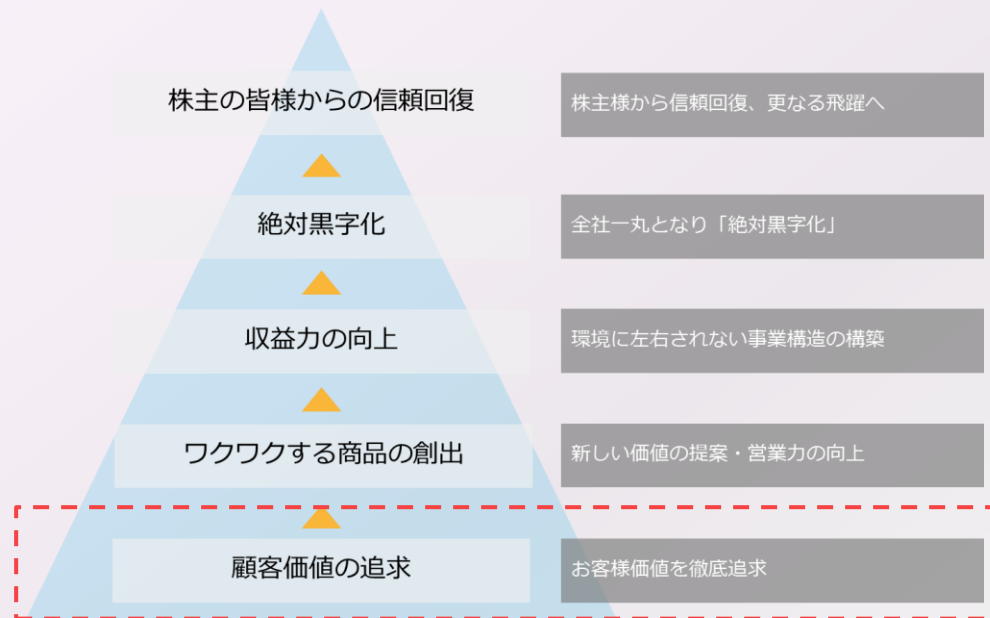 株主の皆様からの信頼回復
株主様から信頼回復、更なる飛躍へ
絶対黒字化
全社一丸となり「絶対黒字化」
収益力の向上
環境に左右されない事業構造の構築
ワクワクする商品の創出
新しい価値の提案・営業力の向上
顧客価値の追求
お客様価値を徹底追求